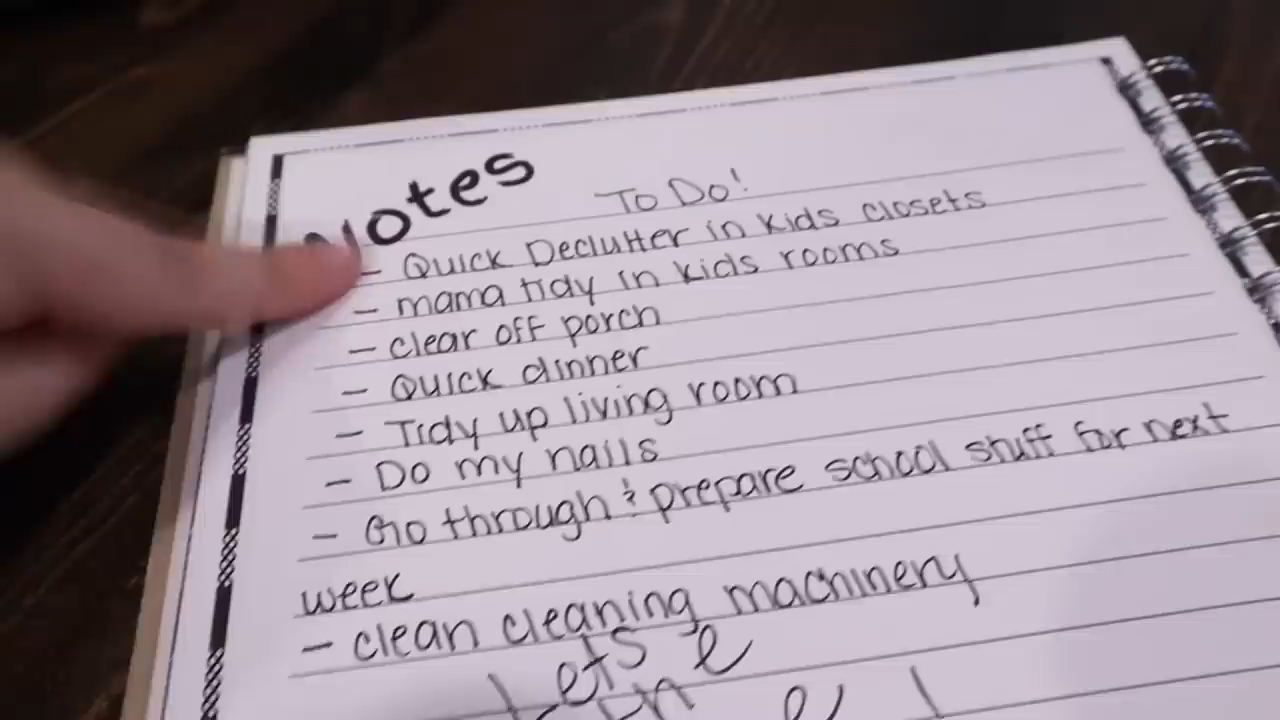 Notes
To Do!
- Quick Declutter in kids closets
- mama tidy in kids rooms
- clear off porch
- Quick dinner
- Tidy up living room
- Do my nails
- Go through & prepare school stuff for next
week
- clean cleaning machinery
Lets